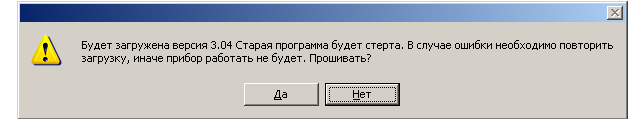 Будет загружена версия 3.04 Старая программа будет стерта. В случае ошибки необходимо повторить
загрузку, иначе прибор работать не будет. Прошивать?
Да Нет